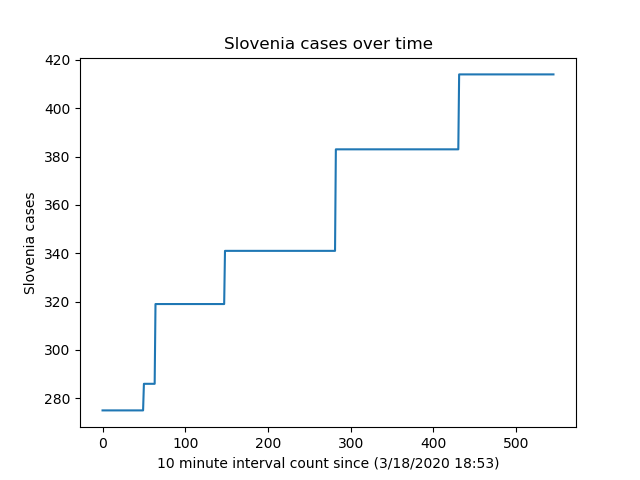 Slovenia cases over time
420
400
380
360
340
320
300
280
Slovenia cases
0 100 200 300 400 500
10 minute interval count since (3/18/2020 18:53)